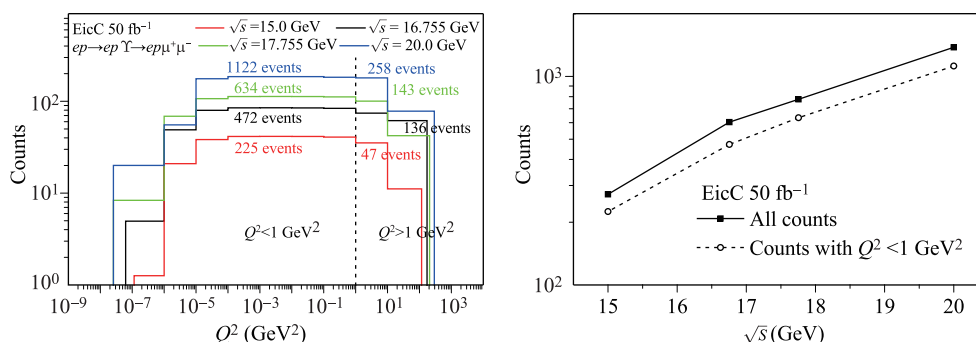 EicC 50 fb⁻¹
ep→ep ϒ→epμ⁺μ⁻
√s =15.0 GeV
√s =16.755 GeV
√s =17.755 GeV
√s =20.0 GeV
1122 events
258 events
634 events
143 events
472 events
136 events
225 events
47 events
Q²<1 GeV²
Q²>1 GeV²
Counts
10²
10¹
10⁰
10⁻⁹
10⁻⁷
10⁻⁵
10⁻³
10⁻¹
10¹
10³
Q² (GeV²)
Counts
10³
10²
EicC 50 fb⁻¹
All counts
Counts with Q² <1 GeV²
15
16
17
18
19
20
√s (GeV)